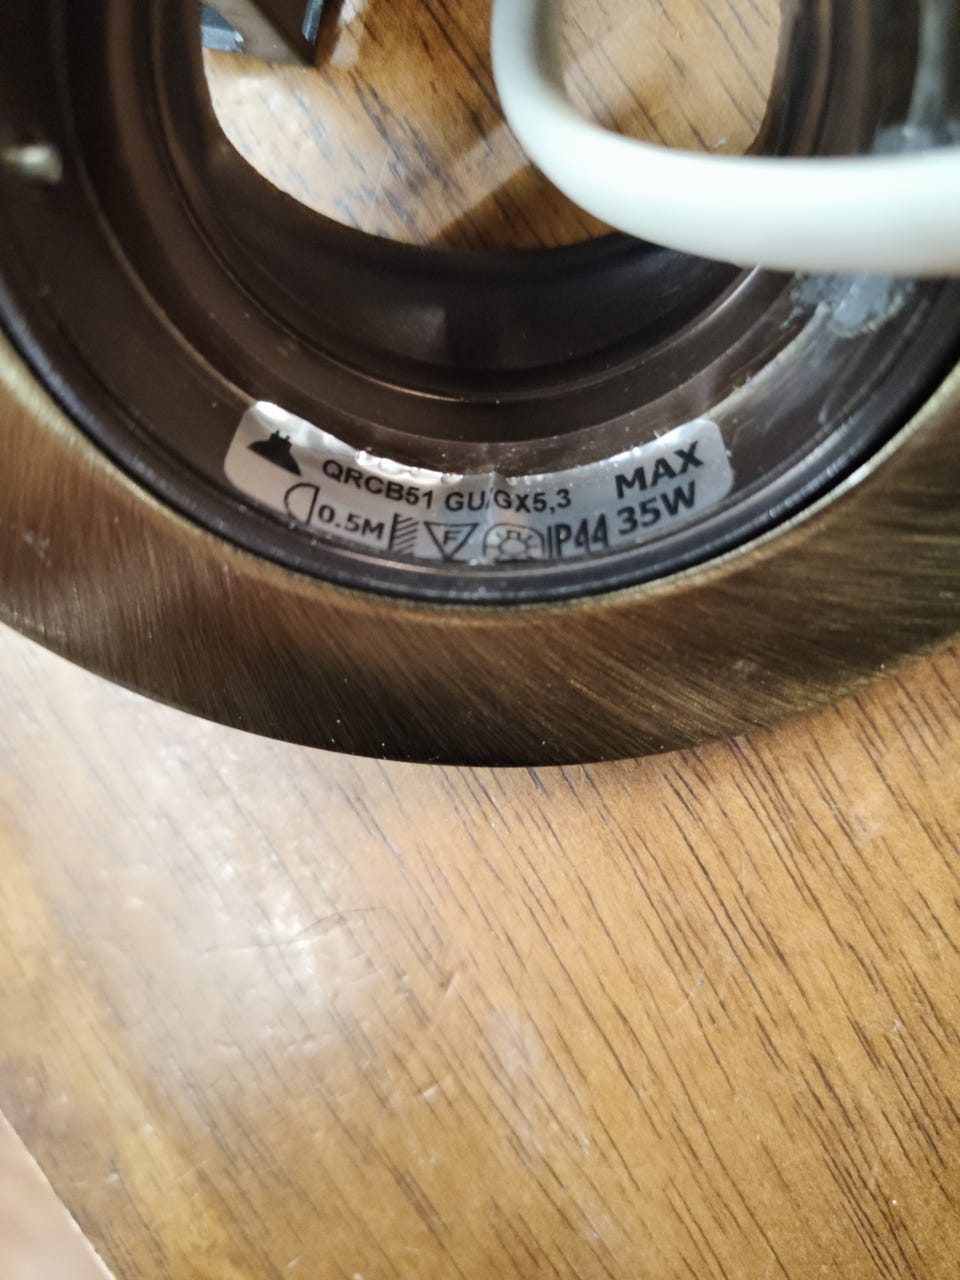 QRCB51 GU/GX5,3
MAX
0.5M
F
IP44
35W